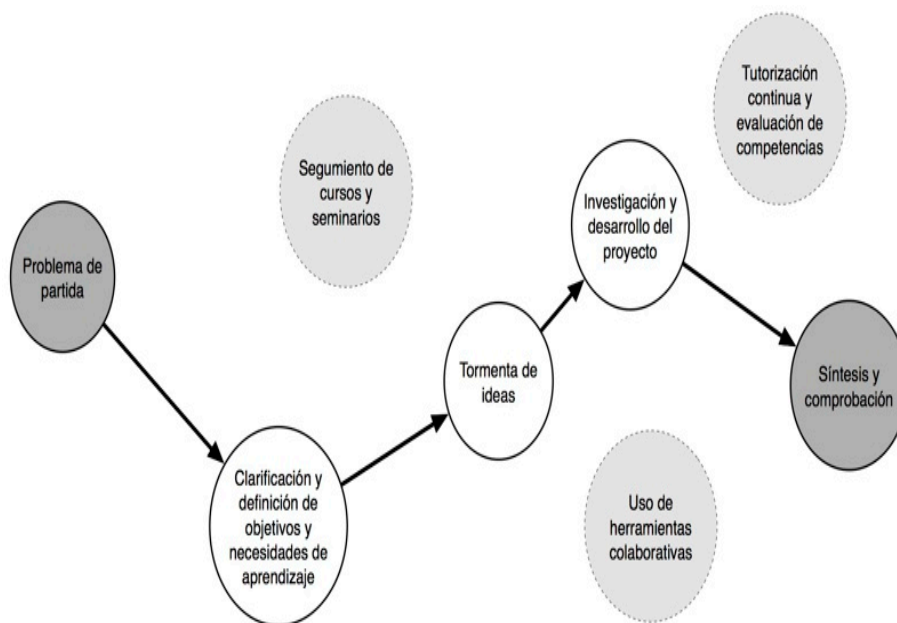 Problema de
partida
Segumiento de
cursos y
seminarios
Clarificación y
definición de
objetivos y
necesidades de
aprendizaje
Tormenta de
ideas
Investigación y
desarrollo del
proyecto
Tutorización
continua y
evaluación de
competencias
Síntesis y
comprobación
Uso de
herramientas
colaborativas